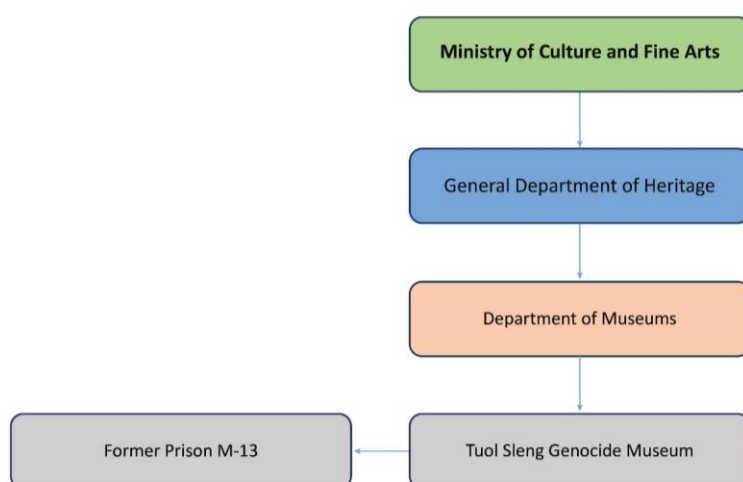 Ministry of Culture and Fine Arts
General Department of Heritage
Department of Museums
Former Prison M-13
Tuol Sleng Genocide Museum